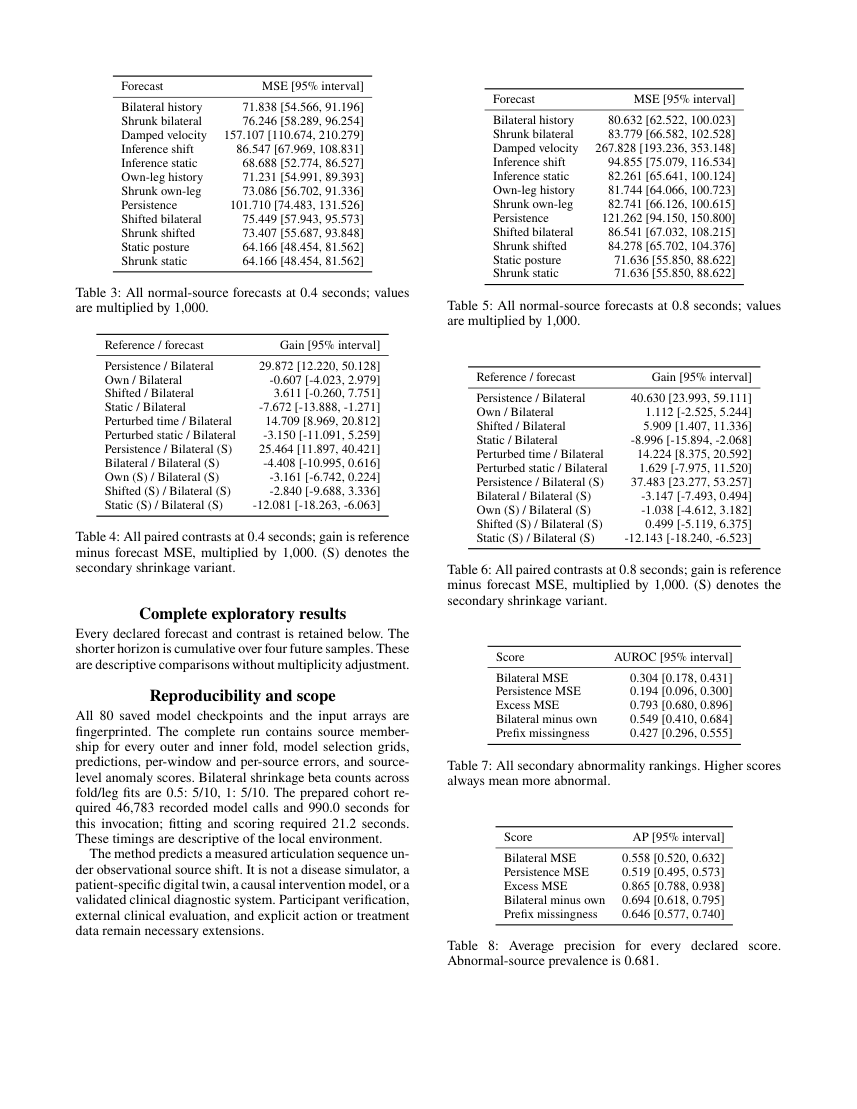 Forecast MSE [95% interval]
Bilateral history 71.838 [54.566, 91.196]
Shrunk bilateral 76.246 [58.289, 96.254]
Damped velocity 157.107 [110.674, 210.279]
Inference shift 86.547 [67.969, 108.831]
Inference static 68.688 [52.774, 86.527]
Own-leg history 71.231 [54.991, 89.393]
Shrunk own-leg 73.086 [56.702, 91.336]
Persistence 101.710 [74.483, 131.526]
Shifted bilateral 75.449 [57.943, 95.573]
Shrunk shifted 73.407 [55.687, 93.848]
Static posture 64.166 [48.454, 81.562]
Shrunk static 64.166 [48.454, 81.562]
Table 3: All normal-source forecasts at 0.4 seconds; values
are multiplied by 1,000.
Reference / forecast Gain [95% interval]
Persistence / Bilateral 29.872 [12.220, 50.128]
Own / Bilateral -0.607 [-4.023, 2.979]
Shifted / Bilateral 3.611 [-0.260, 7.751]
Static / Bilateral -7.672 [-13.888, -1.271]
Perturbed time / Bilateral 14.709 [8.969, 20.812]
Perturbed static / Bilateral -3.150 [-11.091, 5.259]
Persistence / Bilateral (S) 25.464 [11.897, 40.421]
Bilateral / Bilateral (S) -4.408 [-10.995, 0.616]
Own (S) / Bilateral (S) -3.161 [-6.742, 0.224]
Shifted (S) / Bilateral (S) -2.840 [-9.688, 3.336]
Static (S) / Bilateral (S) -12.081 [-18.263, -6.063]
Table 4: All paired contrasts at 0.4 seconds; gain is reference
minus forecast MSE, multiplied by 1,000. (S) denotes the
secondary shrinkage variant.
Complete exploratory results
Every declared forecast and contrast is retained below. The
shorter horizon is cumulative over four future samples. These
are descriptive comparisons without multiplicity adjustment.
Reproducibility and scope
All 80 saved model checkpoints and the input arrays are
fingerprinted. The complete run contains source member-
ship for every outer and inner fold, model selection grids,
predictions, per-window and per-source errors, and source-
level anomaly scores. Bilateral shrinkage beta counts across
fold/leg fits are 0.5: 5/10, 1: 5/10. The prepared cohort re-
quired 46,783 recorded model calls and 990.0 seconds for
this invocation; fitting and scoring required 21.2 seconds.
These timings are descriptive of the local environment.
The method predicts a measured articulation sequence un-
der observational source shift. It is not a disease simulator, a
patient-specific digital twin, a causal intervention model, or a
validated clinical diagnostic system. Participant verification,
external clinical evaluation, and explicit action or treatment
data remain necessary extensions.
Forecast MSE [95% interval]
Bilateral history 80.632 [62.522, 100.023]
Shrunk bilateral 83.779 [66.582, 102.528]
Damped velocity 267.828 [193.236, 353.148]
Inference shift 94.855 [75.079, 116.534]
Inference static 82.261 [65.641, 100.124]
Own-leg history 81.744 [64.066, 100.723]
Shrunk own-leg 82.741 [66.126, 100.615]
Persistence 121.262 [94.150, 150.800]
Shifted bilateral 86.541 [67.032, 108.215]
Shrunk shifted 84.278 [65.702, 104.376]
Static posture 71.636 [55.850, 88.622]
Shrunk static 71.636 [55.850, 88.622]
Table 5: All normal-source forecasts at 0.8 seconds; values
are multiplied by 1,000.
Reference / forecast Gain [95% interval]
Persistence / Bilateral 40.630 [23.993, 59.111]
Own / Bilateral 1.112 [-2.525, 5.244]
Shifted / Bilateral 5.909 [1.407, 11.336]
Static / Bilateral -8.996 [-15.894, -2.068]
Perturbed time / Bilateral 14.224 [8.375, 20.592]
Perturbed static / Bilateral 1.629 [-7.975, 11.520]
Persistence / Bilateral (S) 37.483 [23.277, 53.257]
Bilateral / Bilateral (S) -3.147 [-7.493, 0.494]
Own (S) / Bilateral (S) -1.038 [-4.612, 3.182]
Shifted (S) / Bilateral (S) 0.499 [-5.119, 6.375]
Static (S) / Bilateral (S) -12.143 [-18.240, -6.523]
Table 6: All paired contrasts at 0.8 seconds; gain is reference
minus forecast MSE, multiplied by 1,000. (S) denotes the
secondary shrinkage variant.
Score AUROC [95% interval]
Bilateral MSE 0.304 [0.178, 0.431]
Persistence MSE 0.194 [0.096, 0.300]
Excess MSE 0.793 [0.680, 0.896]
Bilateral minus own 0.549 [0.410, 0.684]
Prefix missingness 0.427 [0.296, 0.555]
Table 7: All secondary abnormality rankings. Higher scores
always mean more abnormal.
Score AP [95% interval]
Bilateral MSE 0.558 [0.520, 0.632]
Persistence MSE 0.519 [0.495, 0.573]
Excess MSE 0.865 [0.788, 0.938]
Bilateral minus own 0.694 [0.618, 0.795]
Prefix missingness 0.646 [0.577, 0.740]
Table 8: Average precision for every declared score.
Abnormal-source prevalence is 0.681.